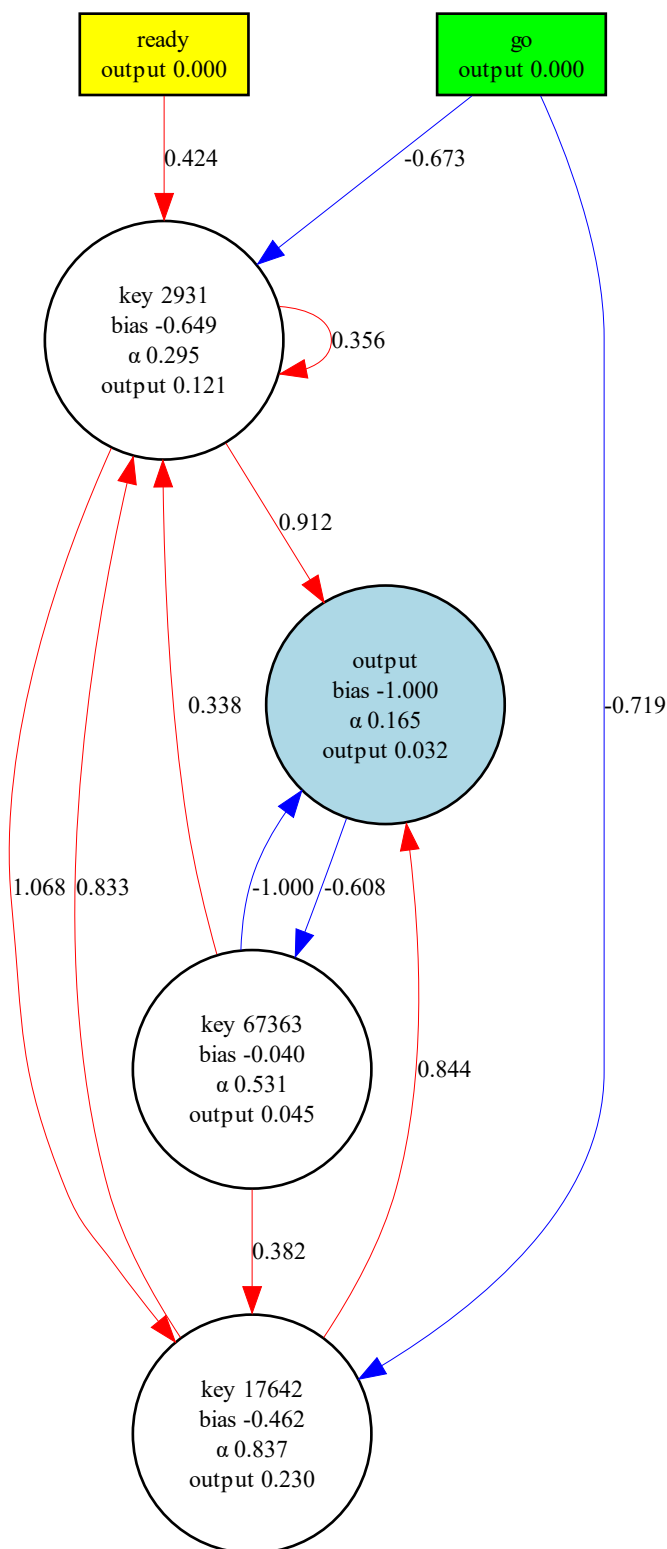 ready
output 0.000
go
output 0.000
0.424
-0.673
key 2931
bias -0.649
α 0.295
output 0.121
0.356
0.912
output
bias -1.000
α 0.165
output 0.032
0.338
-0.719
1.068
0.833
-1.000
-0.608
key 67363
bias -0.040
α 0.531
output 0.045
0.844
0.382
key 17642
bias -0.462
α 0.837
output 0.230